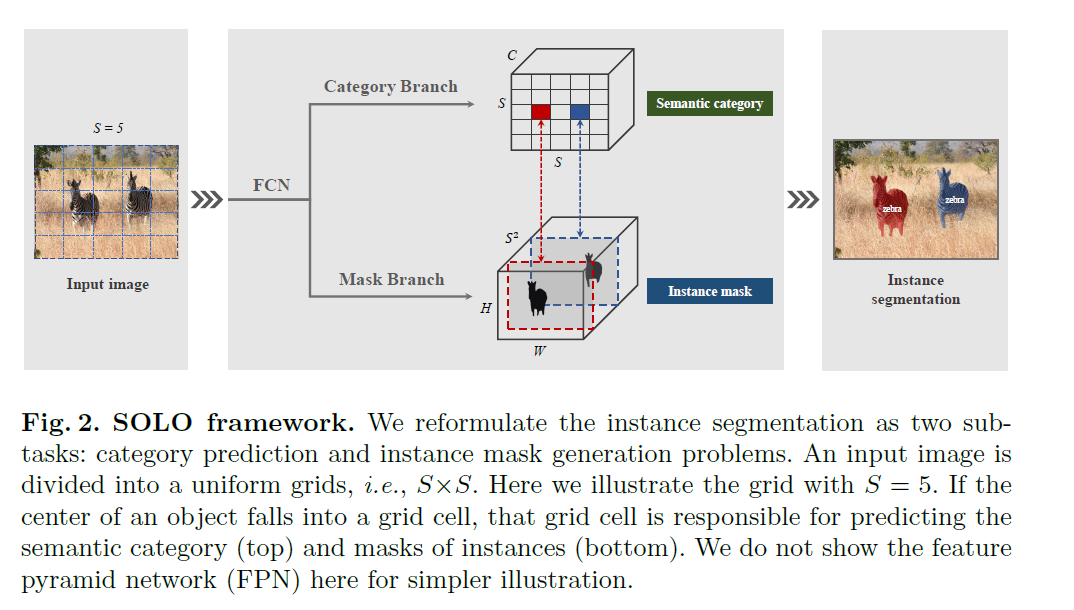 S = 5
Input image
FCN
Category Branch
Mask Branch
C
S
S
Semantic category
S²
H
W
Instance mask
zebra
zebra
Instance
segmentation
Fig. 2. SOLO framework. We reformulate the instance segmentation as two sub-
tasks: category prediction and instance mask generation problems. An input image is
divided into a uniform grids, i.e., S×S. Here we illustrate the grid with S = 5. If the
center of an object falls into a grid cell, that grid cell is responsible for predicting the
semantic category (top) and masks of instances (bottom). We do not show the feature
pyramid network (FPN) here for simpler illustration.